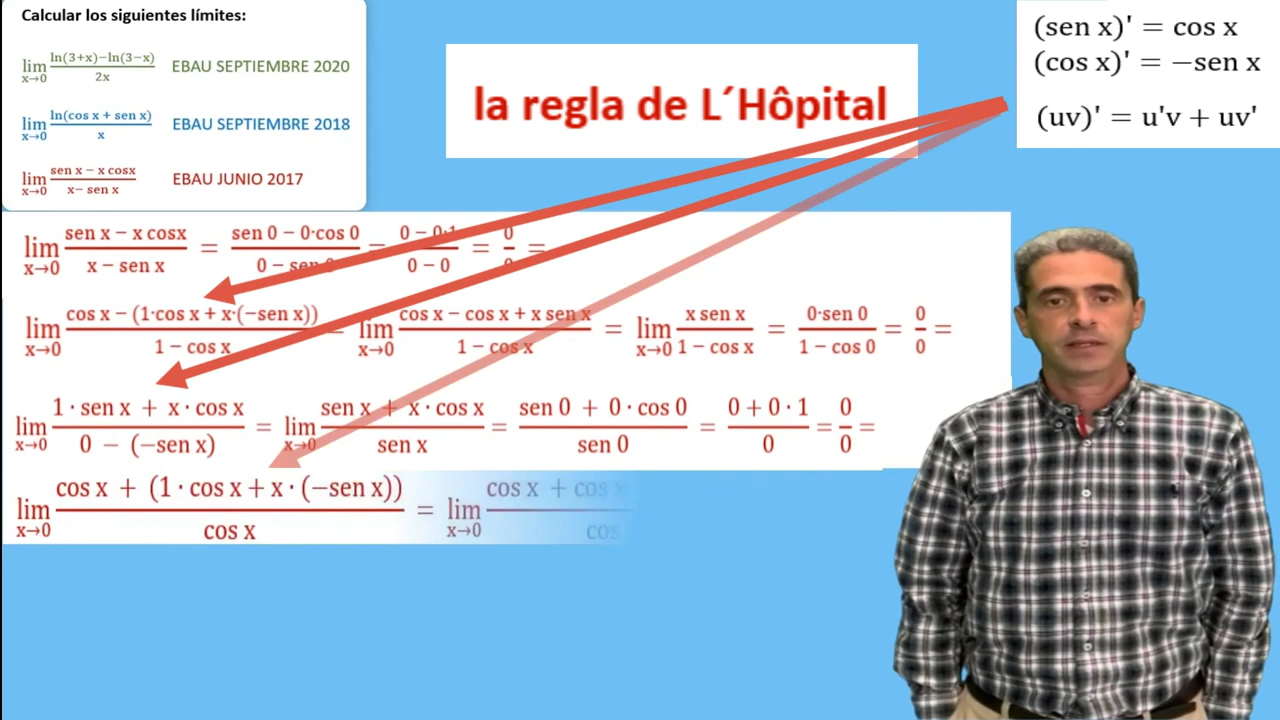 Calcular los siguientes límites:
lim x→0 ln(3+x)−ln(3−x) / 2x EBAU SEPTIEMBRE 2020
lim x→0 ln(cos x + sen x) / x EBAU SEPTIEMBRE 2018
lim x→0 sen x − x cosx / x− sen x EBAU JUNIO 2017
la regla de L´Hôpital
(sen x)' = cos x
(cos x)' = −sen x
(uv)' = u'v + uv'
lim x→0 sen x − x cosx / x − sen x = sen 0 − 0·cos 0 / 0 − sen 0 = 0 − 0·1 / 0 − 0 = 0 / 0 =
lim x→0 cos x − (1·cos x + x·(−sen x)) / 1 − cos x = lim x→0 cos x − cos x + x sen x / 1 − cos x = lim x→0 x sen x / 1 − cos x = 0·sen 0 / 1 − cos 0 = 0 / 0 =
lim x→0 1 · sen x + x · cos x / 0 − (−sen x) = lim x→0 sen x + x · cos x / sen x = sen 0 + 0 · cos 0 / sen 0 = 0 + 0 · 1 / 0 = 0 / 0 =
lim x→0 cos x + (1 · cos x + x · (−sen x)) / cos x = lim x→0 cos x + cos x / cos